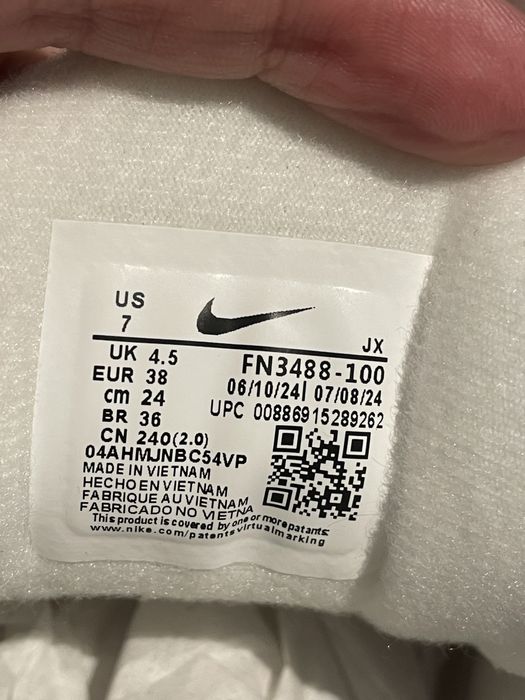 US
7
JX
UK 4.5
FN3488-100
EUR 38
06/10/24| 07/08/24
cm 24
UPC 00886915289262
BR 36
CN 240(2.0)
04AHMJNBC54VP
MADE IN VIETNAM
HECHO EN VIETNAM
FABRIQUE AU VIETNAM
FABRICADO NO VIETNA
This product is covered by one or more patants:
www.nike.com/patentsvirtualmarking